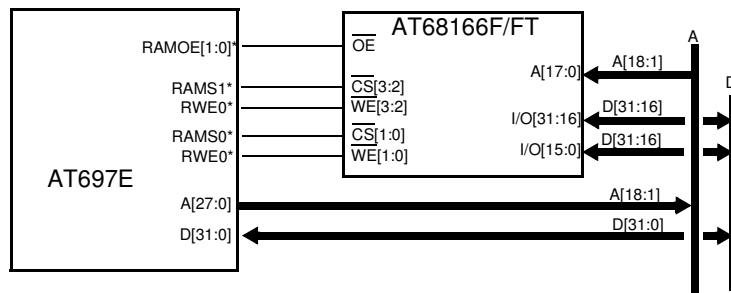 AT68166F/FT
RAMOE[1:0]*
OE
A
A[17:0]
A[18:1]
D
RAMS1*
CS[3:2]
RWE0*
WE[3:2]
I/O[31:16]
D[31:16]
RAMS0*
CS[1:0]
RWE0*
WE[1:0]
I/O[15:0]
D[31:16]
AT697E
A[27:0]
A[18:1]
D[31:0]
D[31:0]